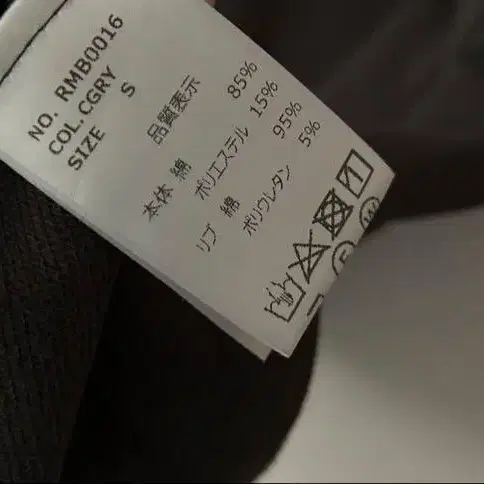 NO. RMB0016
COL. CGRY
SIZE S
品質表示
本体 綿 85%
ポリエステル 15%
リブ 綿 95%
ポリウレタン 5%
F
W